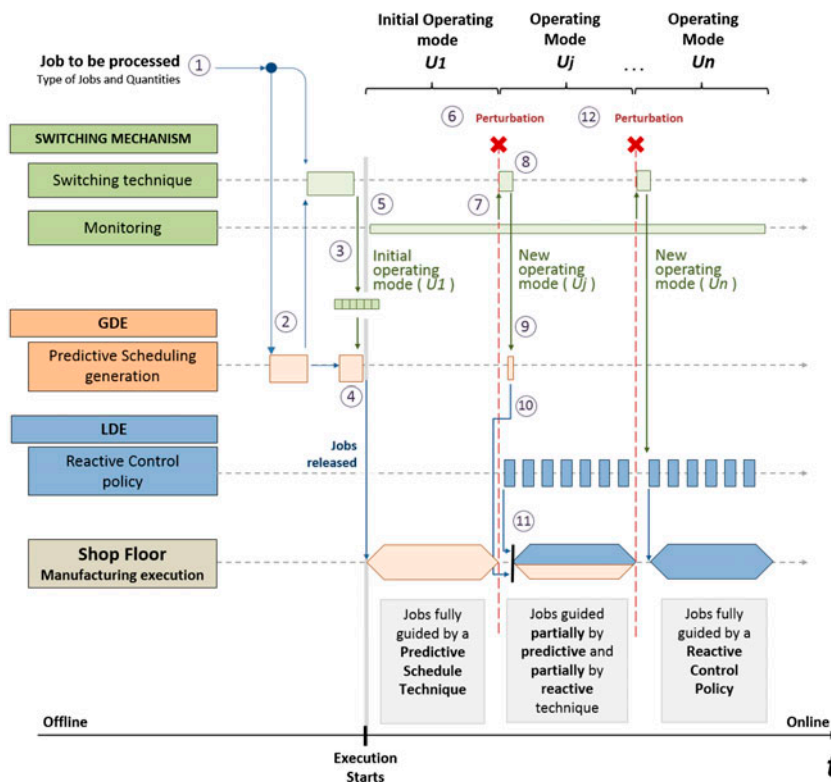 Initial Operating
mode
U1
Operating
Mode
Uj
...
Operating
Mode
Un
Job to be processed
Type of Jobs and Quantities
1
6
Perturbation
12
Perturbation
SWITCHING MECHANISM
Switching technique
8
5
7
Monitoring
3
Initial
operating
mode ( U1 )
New
operating
mode ( Uj )
New
operating
mode ( Un )
GDE
2
9
Predictive Scheduling
generation
4
10
LDE
Jobs
released
Reactive Control
policy
11
Shop Floor
Manufacturing execution
Jobs fully
guided by a
Predictive
Schedule
Technique
Jobs guided
partially by
predictive and
partially by
reactive
technique
Jobs fully
guided by a
Reactive
Control
Policy
Offline
Online
Execution
Starts